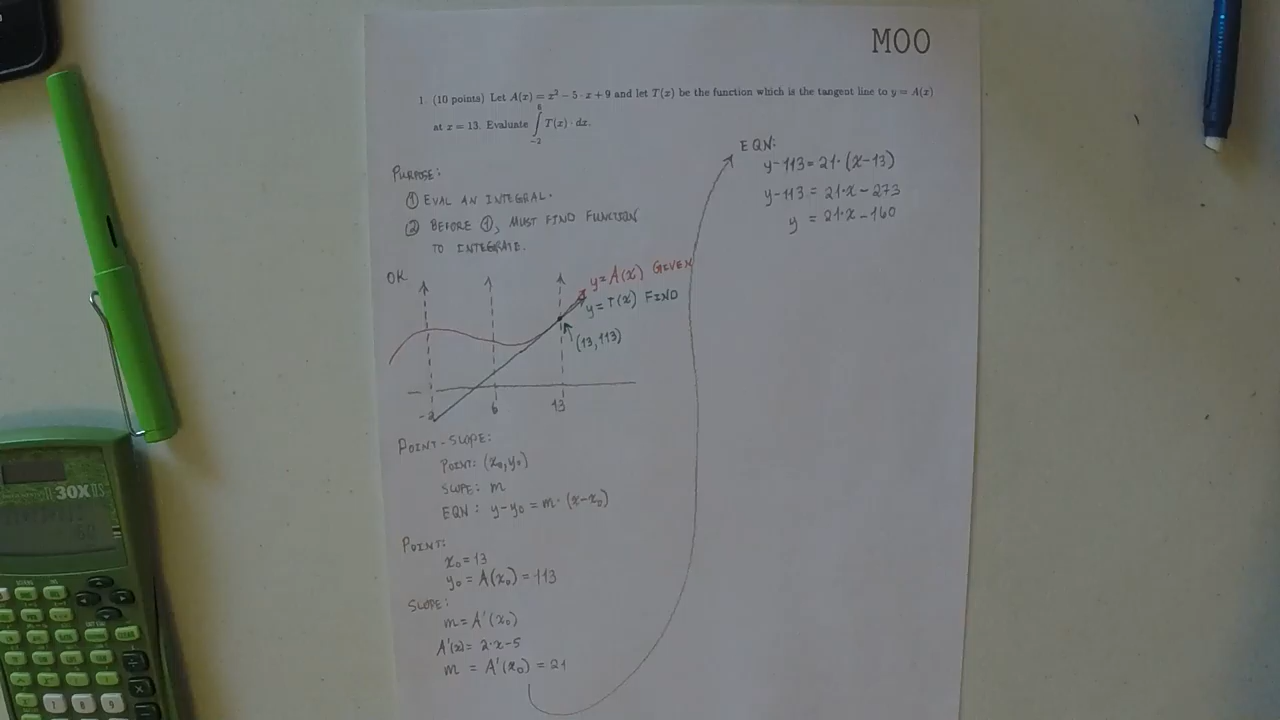 MOO
1. (10 points) Let A(x) = x² − 5 · x + 9 and let T(x) be the function which is the tangent line to y = A(x)
at x = 13. Evaluate ∫₋₂⁶ T(x) · dx.
PURPOSE:
① EVAL AN INTEGRAL.
② BEFORE ①, MUST FIND FUNCTION
TO INTEGRATE.
OK
y=A(x) GIVEN
y=T(x) FIND
(13,113)
-2 6 13
POINT-SLOPE:
POINT: (x₀,y₀)
SLOPE: m
EQN: y-y₀ = m·(x-x₀)
POINT:
x₀=13
y₀ = A(x₀) = 113
SLOPE:
m = A'(x₀)
A'(x) = 2·x-5
m = A'(x₀) = 21
EQN:
y-113 = 21·(x-13)
y-113 = 21·x-273
y = 21·x-160
30X IIS